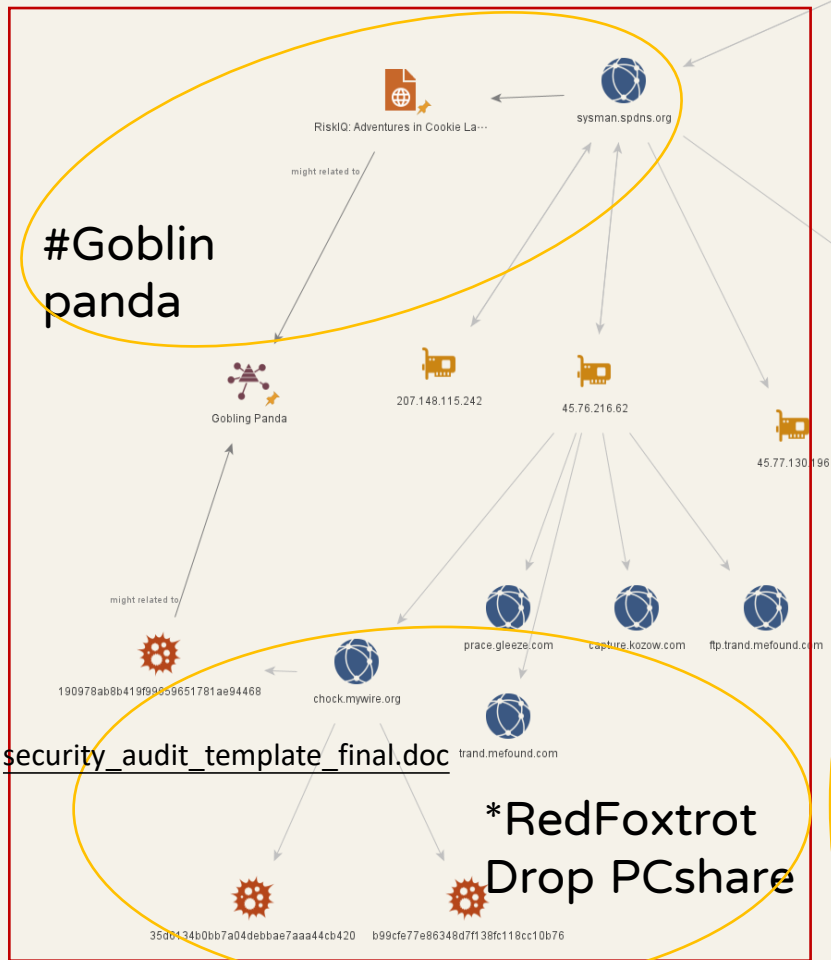 RiskIQ: Adventures in Cookie La···
sysman.spdns.org
might related to
#Goblin
panda
Gobling Panda
207.148.115.242
45.76.216.62
45.77.130.196
might related to
prace.gleeze.com
capture.kozow.com
ftp.trand.mefound.com
chock.mywire.org
trand.mefound.com
security_audit_template_final.doc
*RedFoxtrot
Drop PCshare
35d6134b0bb7a04debbae7aaa44cb420
b99cfe77e86348d7f138fc118cc10b76